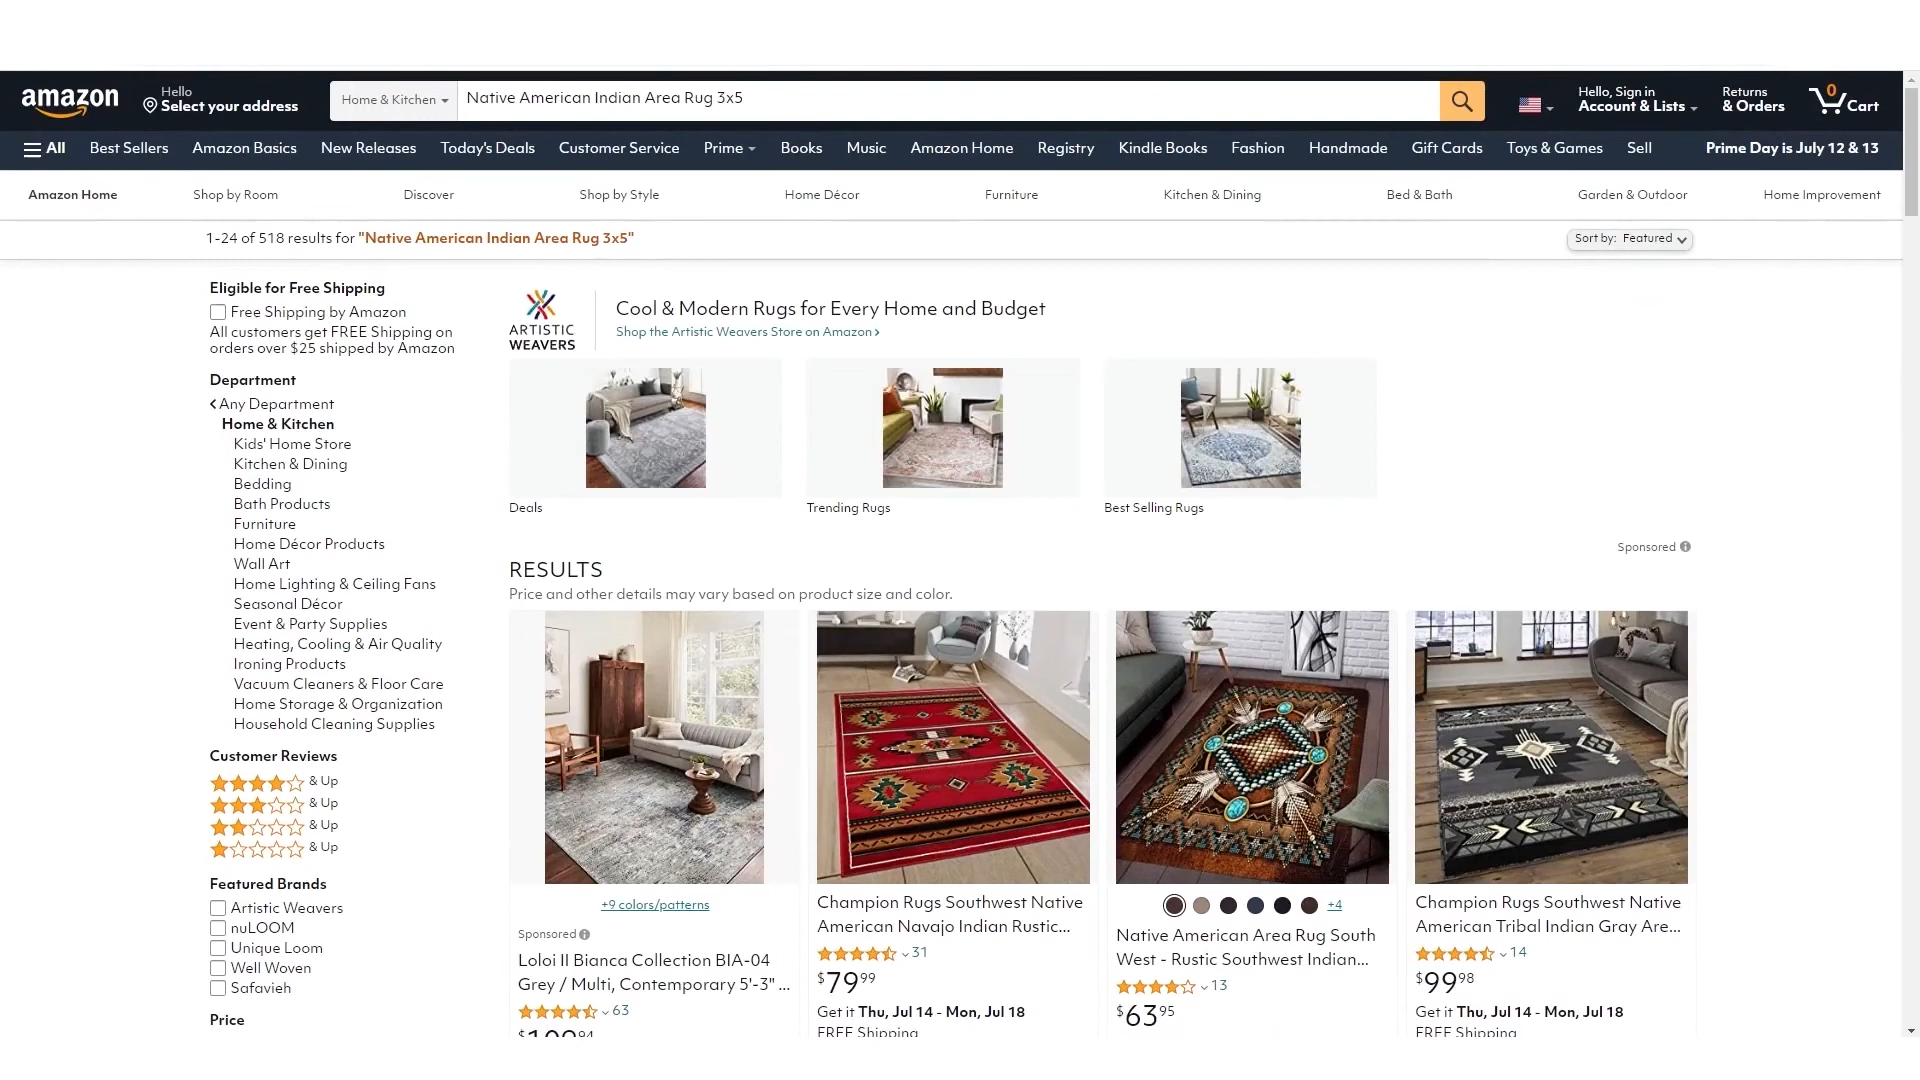 amazon
Hello
Select your address
Home & Kitchen
Native American Indian Area Rug 3x5
Hello, Sign in
Account & Lists
Returns
& Orders
0
Cart
All
Best Sellers
Amazon Basics
New Releases
Today's Deals
Customer Service
Prime
Books
Music
Amazon Home
Registry
Kindle Books
Fashion
Handmade
Gift Cards
Toys & Games
Sell
Prime Day is July 12 & 13
Amazon Home
Shop by Room
Discover
Shop by Style
Home Décor
Furniture
Kitchen & Dining
Bed & Bath
Garden & Outdoor
Home Improvement
1-24 of 518 results for "Native American Indian Area Rug 3x5"
Sort by: Featured
Eligible for Free Shipping
Free Shipping by Amazon
All customers get FREE Shipping on
orders over $25 shipped by Amazon
Department
Any Department
Home & Kitchen
Kids' Home Store
Kitchen & Dining
Bedding
Bath Products
Furniture
Home Décor Products
Wall Art
Home Lighting & Ceiling Fans
Seasonal Décor
Event & Party Supplies
Heating, Cooling & Air Quality
Ironing Products
Vacuum Cleaners & Floor Care
Home Storage & Organization
Household Cleaning Supplies
Customer Reviews
& Up
& Up
& Up
& Up
Featured Brands
Artistic Weavers
nuLOOM
Unique Loom
Well Woven
Safavieh
Price
ARTISTIC
WEAVERS
Cool & Modern Rugs for Every Home and Budget
Shop the Artistic Weavers Store on Amazon ›
Deals
Trending Rugs
Best Selling Rugs
Sponsored
RESULTS
Price and other details may vary based on product size and color.
+9 colors/patterns
Sponsored
Loloi II Bianca Collection BIA-04
Grey / Multi, Contemporary 5'-3" ...
63
Champion Rugs Southwest Native
American Navajo Indian Rustic...
31
$7999
Get it Thu, Jul 14 - Mon, Jul 18
FREE Shipping
+4
Native American Area Rug South
West - Rustic Southwest Indian...
13
$6395
Champion Rugs Southwest Native
American Tribal Indian Gray Are...
14
$9998
Get it Thu, Jul 14 - Mon, Jul 18
FREE Shipping